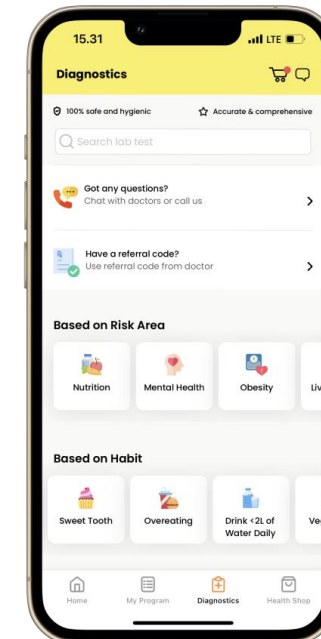 15.31
LTE
Diagnostics
100% safe and hygienic
Accurate & comprehensive
Search lab test
Got any questions?
Chat with doctors or call us
Have a referral code?
Use referral code from doctor
Based on Risk Area
Nutrition
Mental Health
Obesity
Liv
Based on Habit
Sweet Tooth
Overeating
Drink <2L of
Water Daily
Ve
Home
My Program
Diagnostics
Health Shop